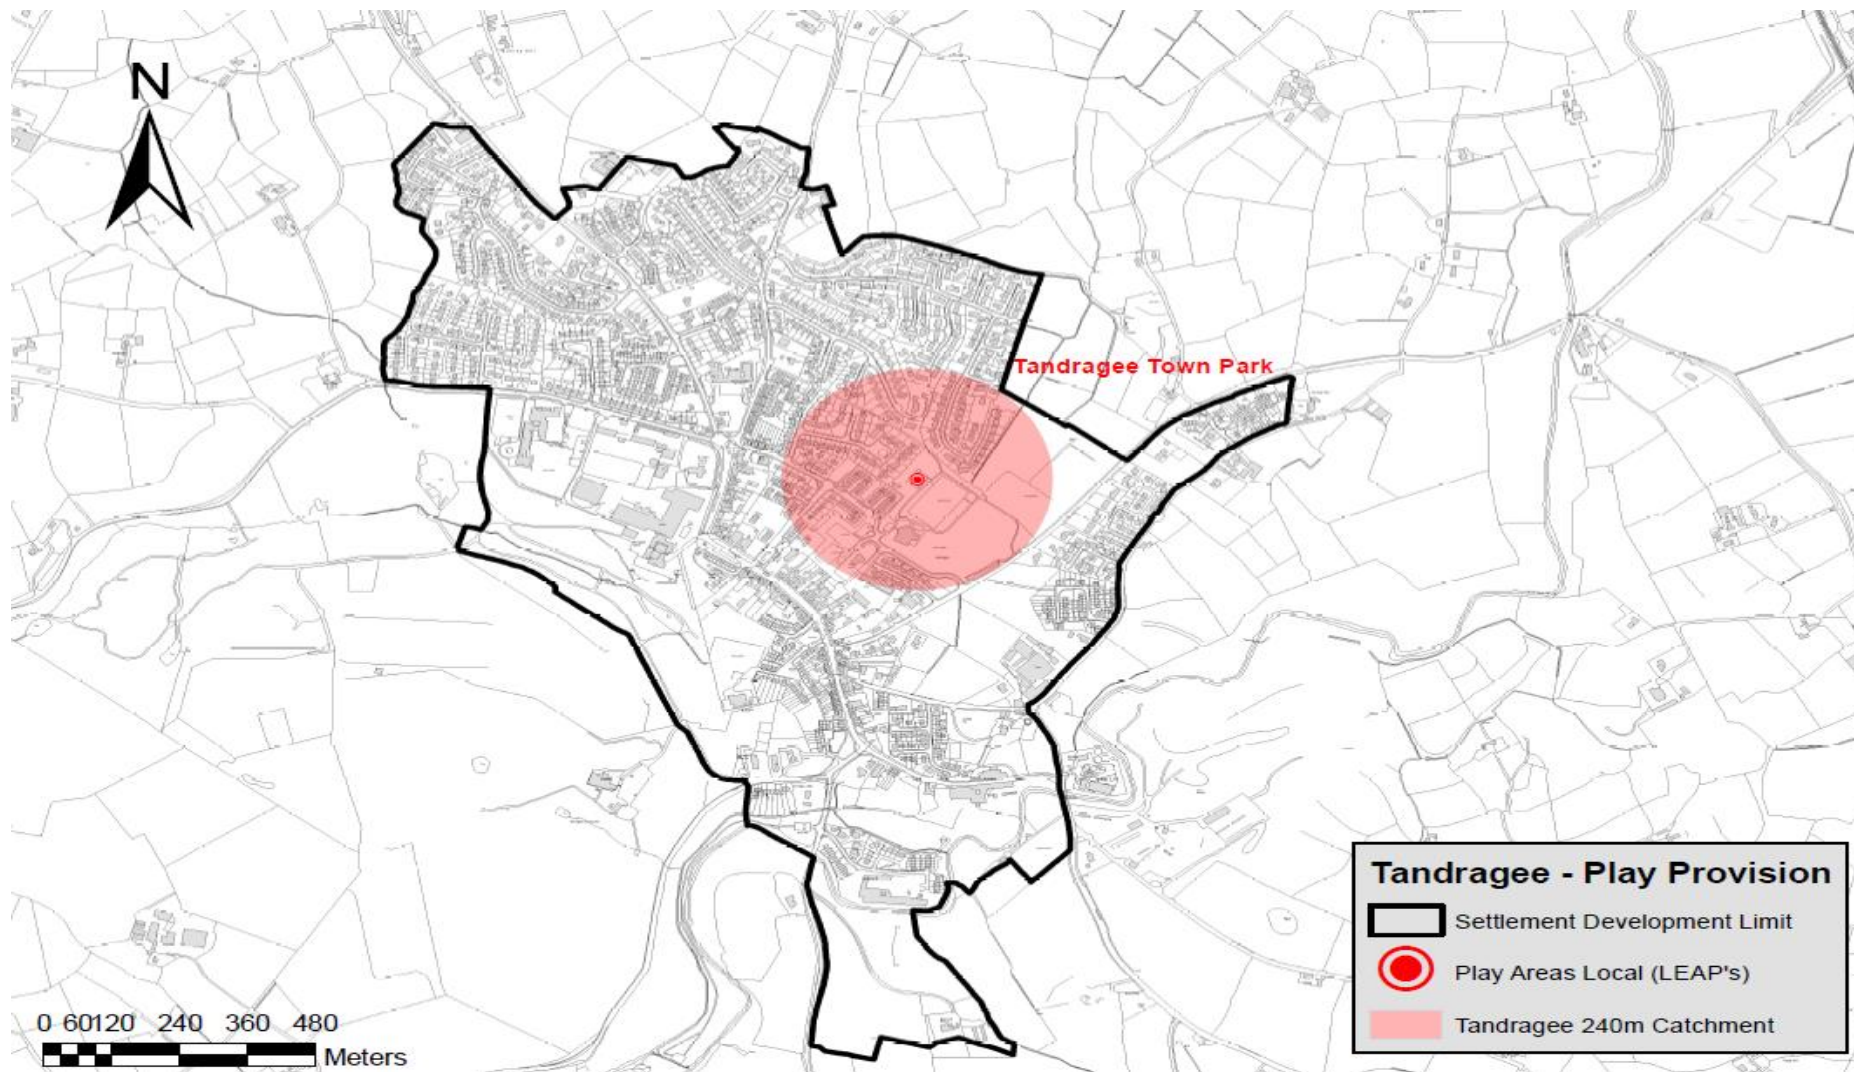 N
Tandragee Town Park
Tandragee - Play Provision
Settlement Development Limit
Play Areas Local (LEAP's)
Tandragee 240m Catchment
0 60120 240 360 480
Meters